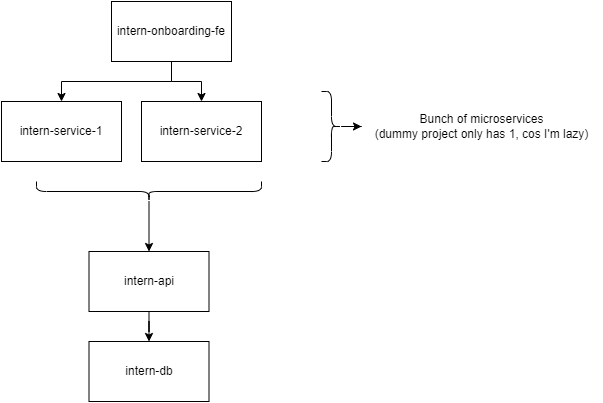 intern-onboarding-fe
intern-service-1
intern-service-2
Bunch of microservices
(dummy project only has 1, cos I'm lazy)
intern-api
intern-db